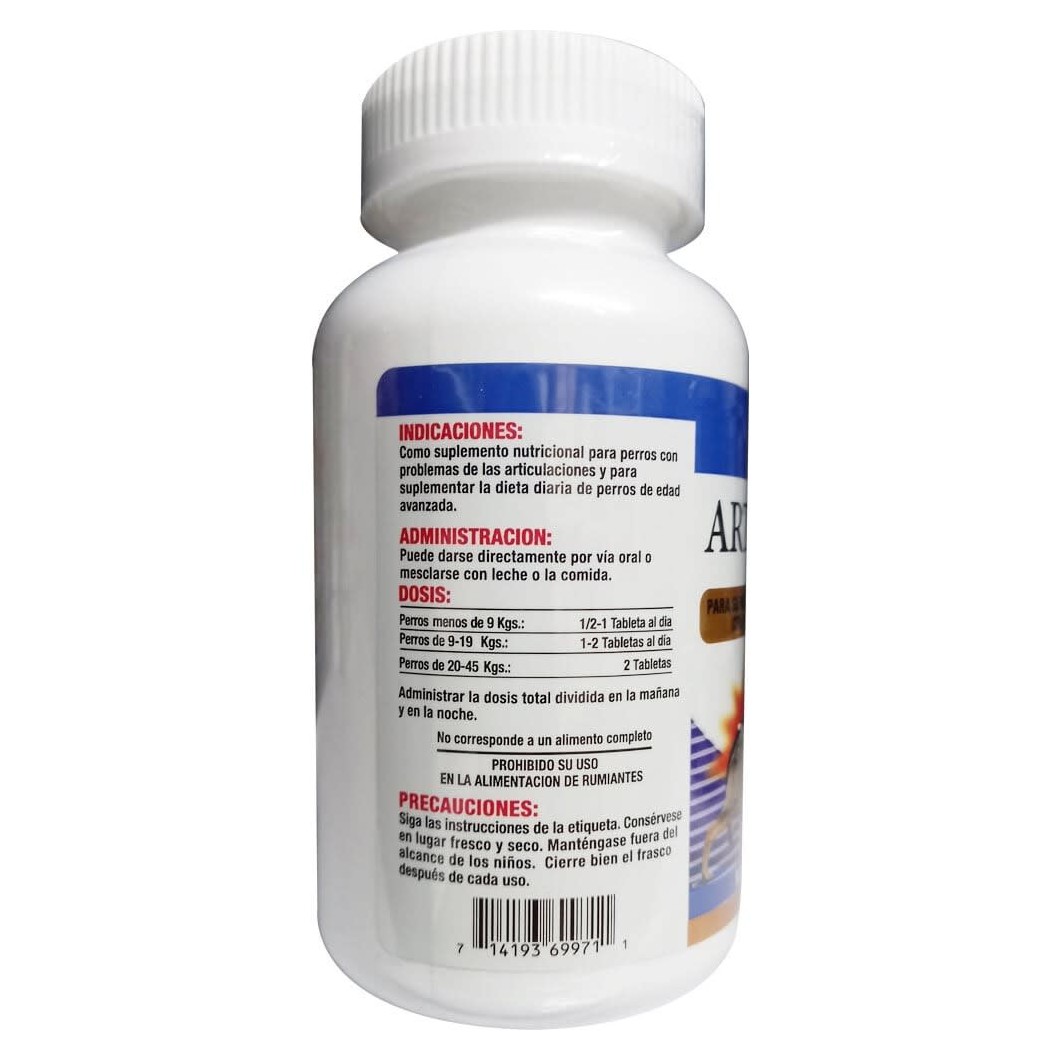 INDICACIONES:
Como suplemento nutricional para perros con
problemas de las articulaciones y para
suplementar la dieta diaria de perros de edad
avanzada.
ADMINISTRACION:
Puede darse directamente por vía oral o
mesclarse con leche o la comida.
DOSIS:
Perros menos de 9 Kgs.: 1/2-1 Tableta al día
Perros de 9-19 Kgs.: 1-2 Tabletas al día
Perros de 20-45 Kgs.: 2 Tabletas
Administrar la dosis total dividida en la mañana
y en la noche.
No corresponde a un alimento completo
PROHIBIDO SU USO
EN LA ALIMENTACION DE RUMIANTES
PRECAUCIONES:
Siga las instrucciones de la etiqueta. Consérvese
en lugar fresco y seco. Manténgase fuera del
alcance de los niños. Cierre bien el frasco
después de cada uso.
7 14193 69971 1
PARA